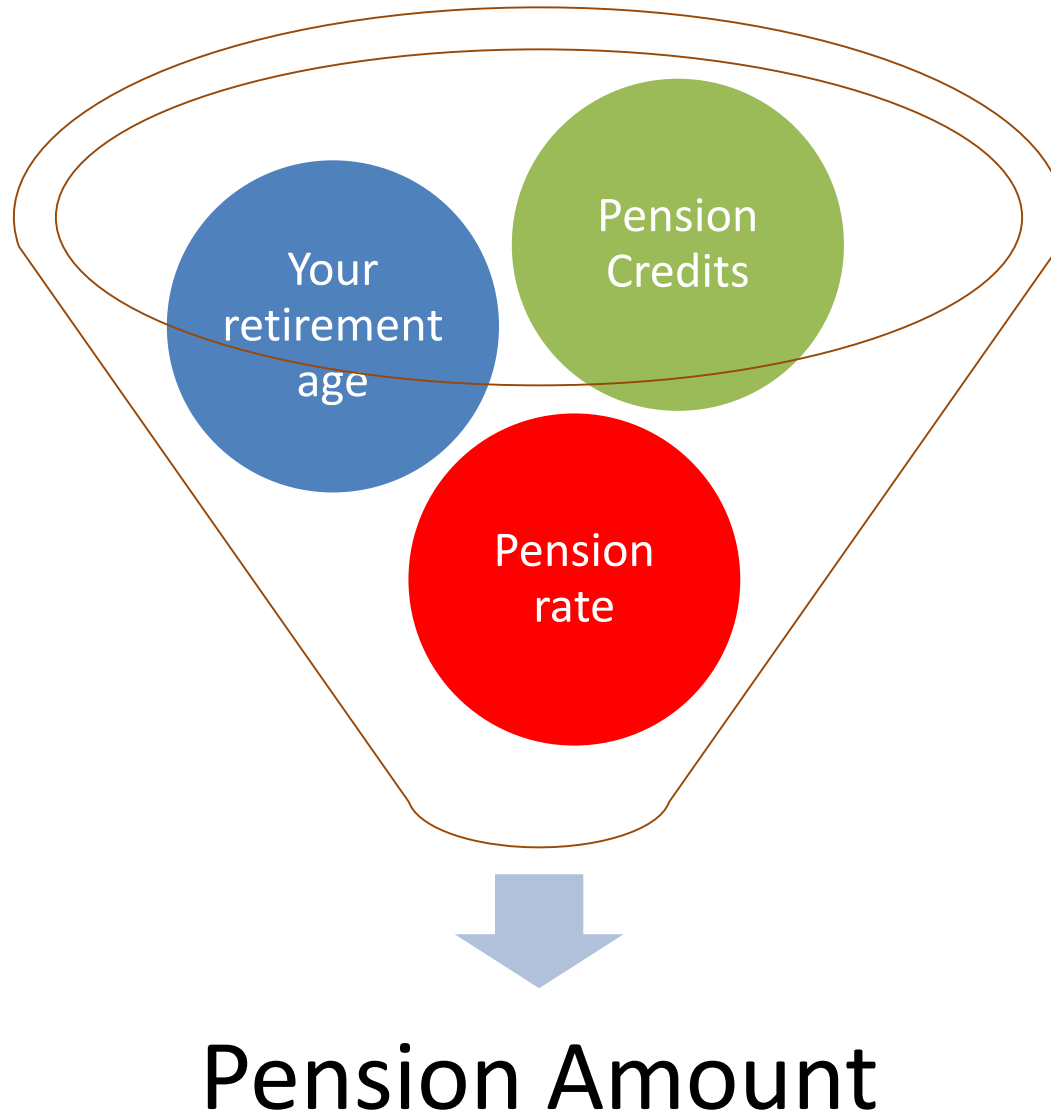 Your
retirement
age
Pension
Credits
Pension
rate
Pension Amount